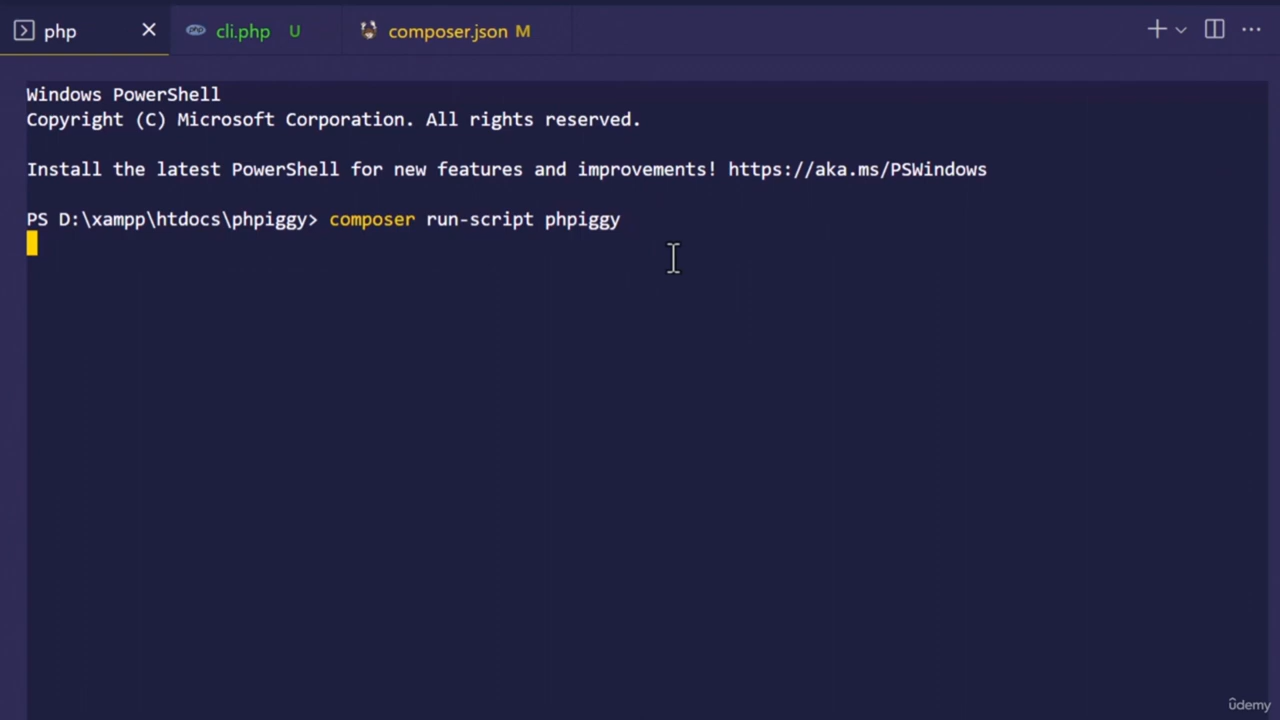 php
cli.php U
composer.json M
Windows PowerShell
Copyright (C) Microsoft Corporation. All rights reserved.
Install the latest PowerShell for new features and improvements! https://aka.ms/PSWindows
PS D:\xampp\htdocs\phpiggy> composer run-script phpiggy
ûdemy